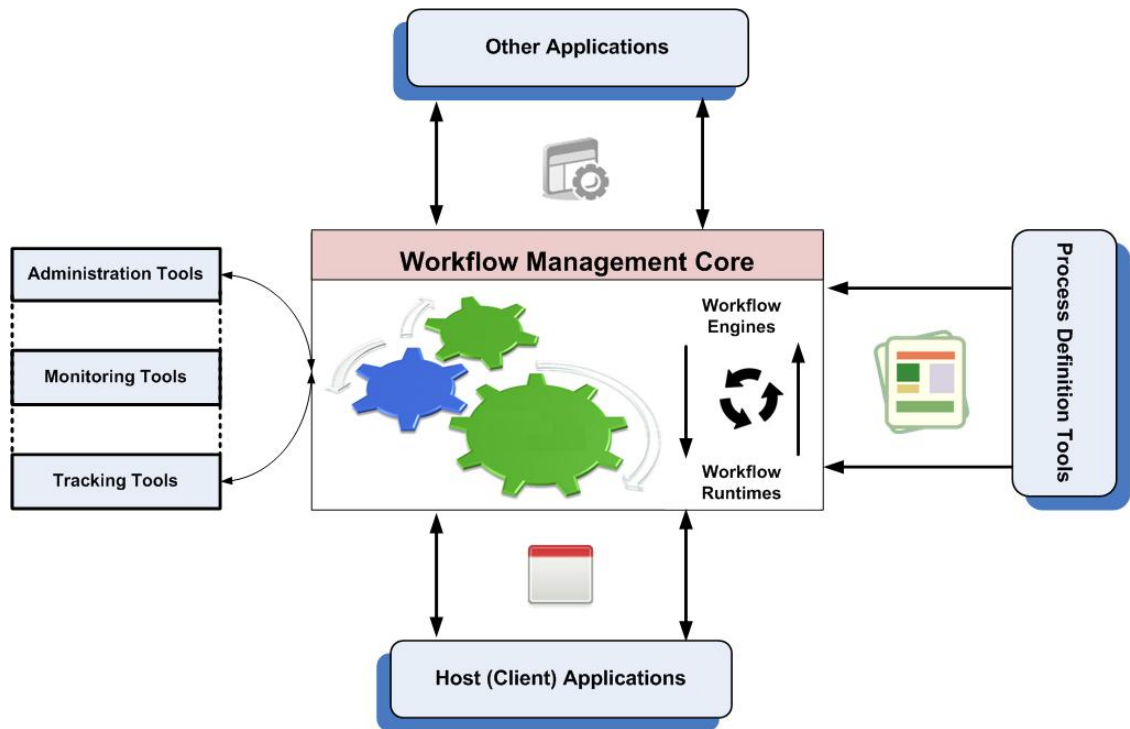 Other Applications
Workflow Management Core
Administration Tools
Monitoring Tools
Tracking Tools
Workflow
Engines
Workflow
Runtimes
Process Definition Tools
Host (Client) Applications